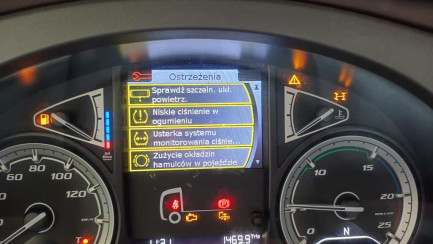 Ostrzeżenia
Sprawdź szczeln. ukł.
powietrz.
Niskie ciśnienie w
ogumieniu
Usterka systemu
monitorowania ciśnie...
Zużycie okładzin
hamulców w pojeździe
60
80
100
120
15
20
25
1469.9 Trip
N